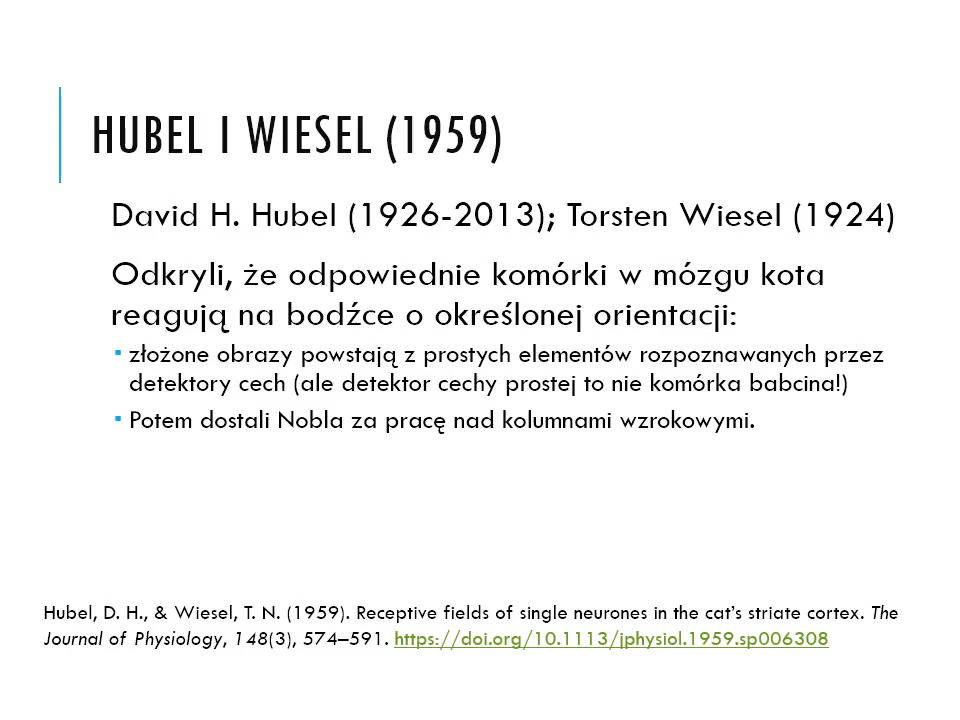 HUBEL I WIESEL (1959)
David H. Hubel (1926-2013); Torsten Wiesel (1924)
Odkryli, że odpowiednie komórki w mózgu kota
reagują na bodźce o określonej orientacji:
▪ złożone obrazy powstają z prostych elementów rozpoznawanych przez
detektory cech (ale detektor cechy prostej to nie komórka babcina!)
▪ Potem dostali Nobla za pracę nad kolumnami wzrokowymi.
Hubel, D. H., & Wiesel, T. N. (1959). Receptive fields of single neurones in the cat’s striate cortex. The
Journal of Physiology, 148(3), 574–591. https://doi.org/10.1113/jphysiol.1959.sp006308